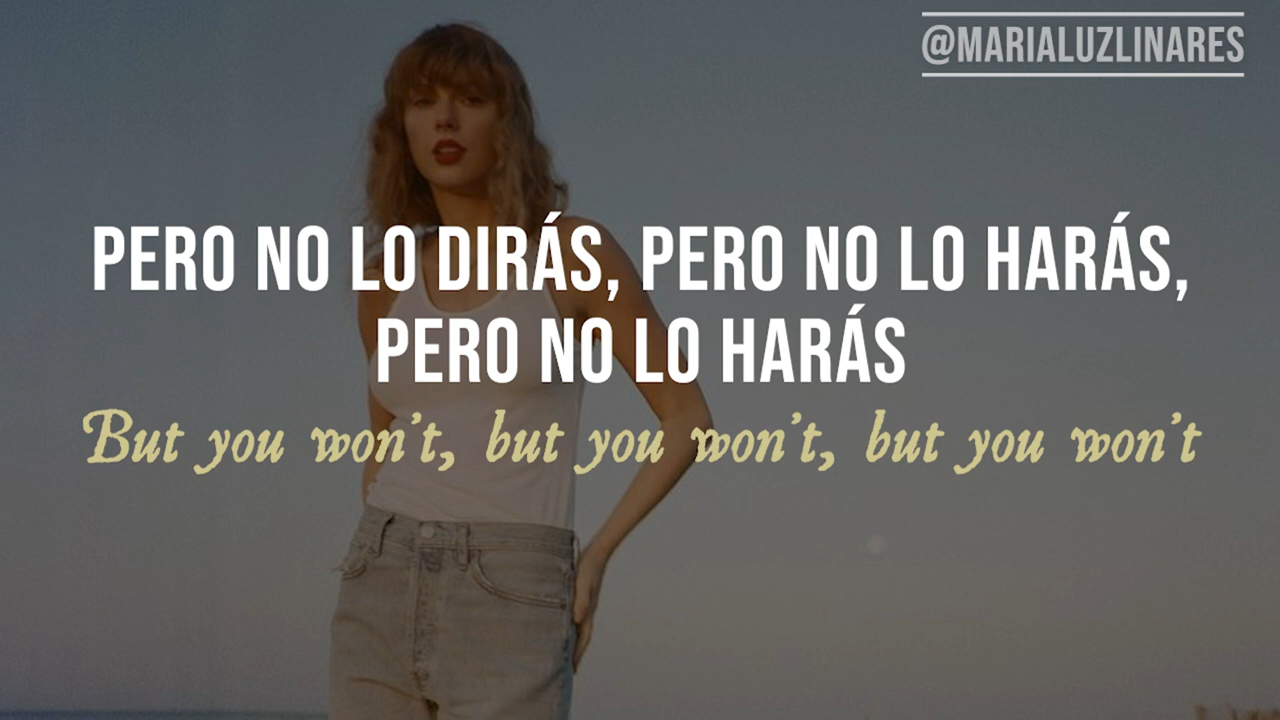 @MARIALUZLINARES
PERO NO LO DIRÁS, PERO NO LO HARÁS,
PERO NO LO HARÁS
But you won't, but you won't, but you won't